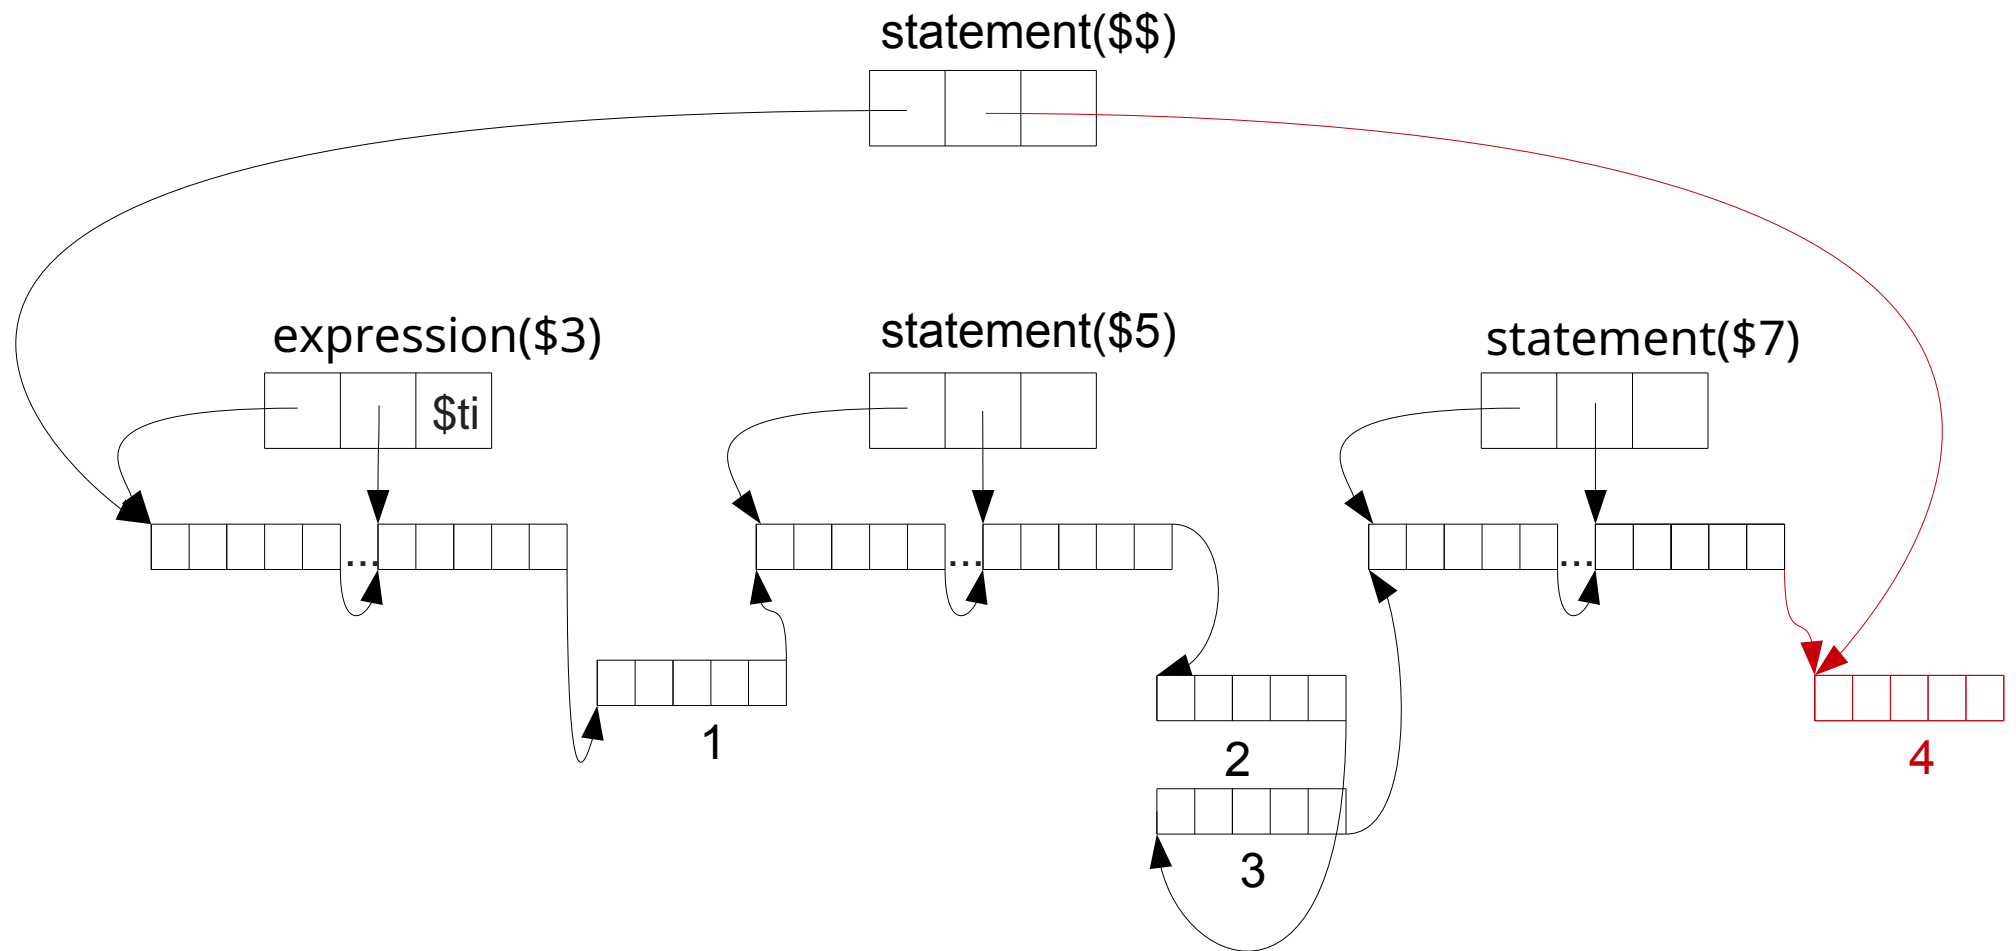 statement($$)
expression($3)
statement($5)
statement($7)
$ti
...
...
...
1
2
3
4